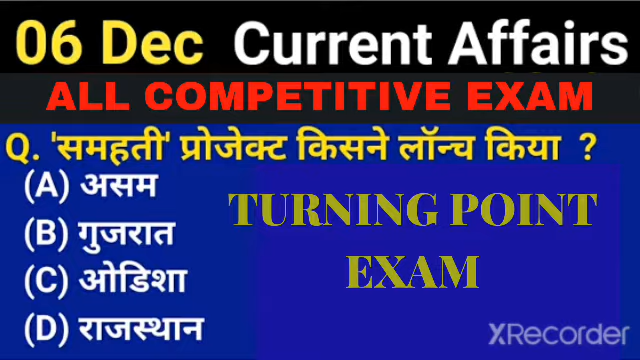 06 Dec Current Affairs
ALL COMPETITIVE EXAM
Q. 'समहती' प्रोजेक्ट किसने लॉन्च किया ?
(A) असम
(B) गुजरात
(C) ओडिशा
(D) राजस्थान
TURNING POINT
EXAM
XRecorder